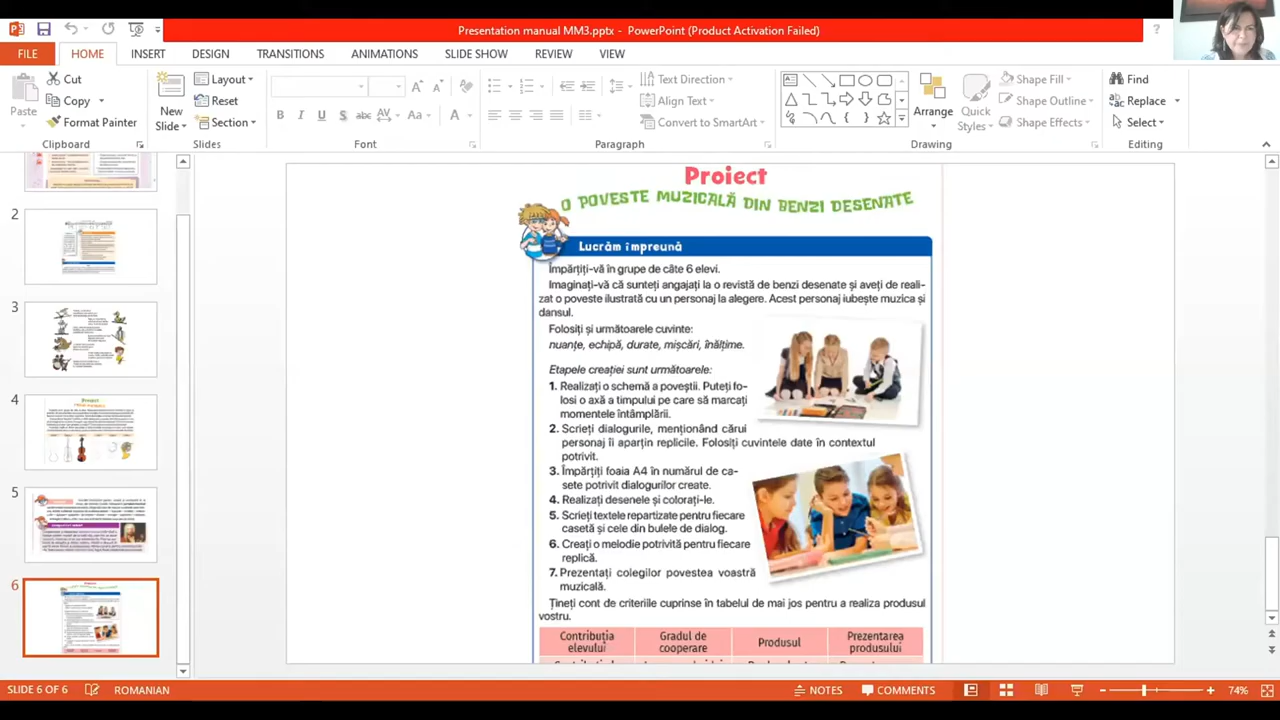 Presentation manual MM3.pptx - PowerPoint (Product Activation Failed)
?
FILE HOME INSERT DESIGN TRANSITIONS ANIMATIONS SLIDE SHOW REVIEW VIEW
Paste
Cut
Copy
Format Painter
Clipboard
New Slide
Layout
Reset
Section
Slides
Font
Text Direction
Align Text
Convert to SmartArt
Paragraph
Arrange
Quick Styles
Shape Fill
Shape Outline
Shape Effects
Drawing
Find
Replace
Select
Editing
2
3
4
5
6
Proiect
O POVESTE MUZICALĂ DIN BENZI DESENATE
Lucrăm împreună
Împărțiți-vă în grupe de câte 6 elevi.
Imaginați-vă că sunteți angajați la o revistă de benzi desenate și aveți de reali-
zat o poveste ilustrată cu un personaj la alegere. Acest personaj iubește muzica și
dansul.
Folosiți și următoarele cuvinte:
nuanțe, echipă, durate, mișcări, înălțime.
Etapele creației sunt următoarele:
1. Realizați o schemă a poveștii. Puteți fo-
losi o axă a timpului pe care să marcați
momentele întâmplării.
2. Scrieți dialogurile, menționând cărui
personaj îi aparțin replicile. Folosiți cuvintele date în contextul
potrivit.
3. Împărțiți foaia A4 în numărul de ca-
sete potrivit dialogurilor create.
4. Realizați desenele și colorați-le.
5. Scrieți textele repartizate pentru fiecare
casetă și cele din bulele de dialog.
6. Creați o melodie potrivită pentru fiecare
replică.
7. Prezentați colegilor povestea voastră
muzicală.
Țineți cont de criteriile cuprinse în tabelul de mai jos pentru a realiza produsul
vostru.
Contribuția elevului
Gradul de cooperare
Produsul
Prezentarea produsului
SLIDE 6 OF 6 ROMANIAN NOTES COMMENTS 74%